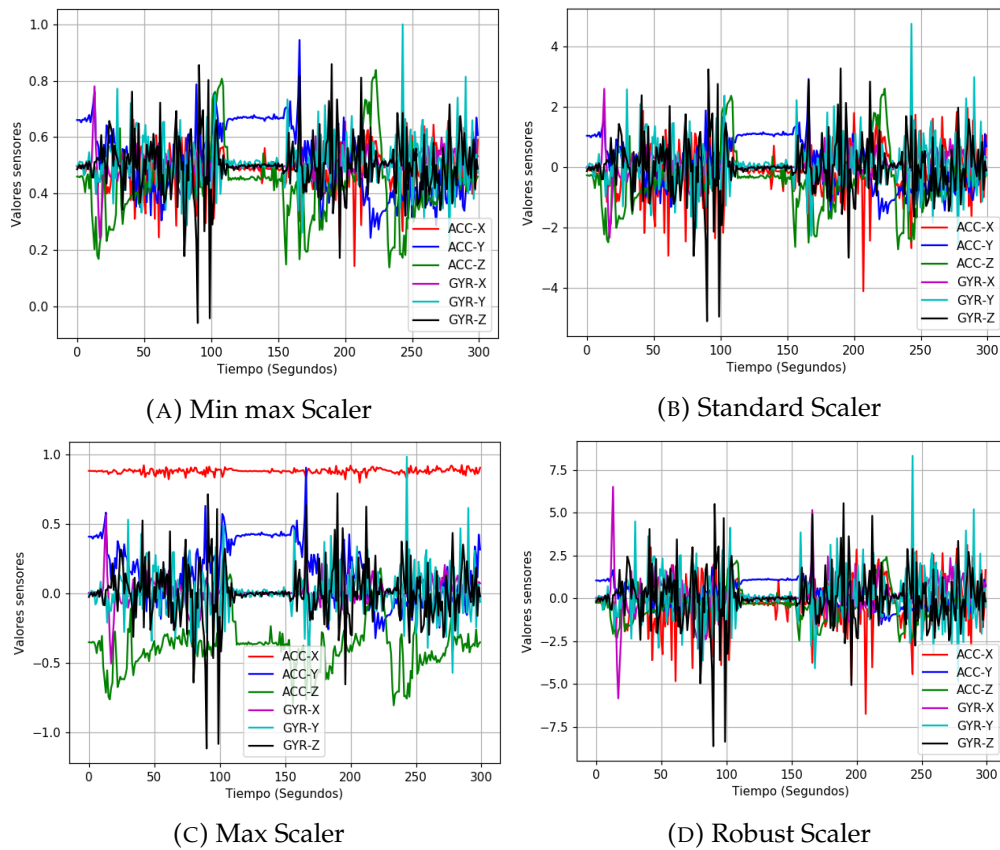 1.0
0.8
0.6
0.4
0.2
0.0
Valores sensores
ACC-X
ACC-Y
ACC-Z
GYR-X
GYR-Y
GYR-Z
0 50 100 150 200 250 300
Tiempo (Segundos)
(A) Min max Scaler
4
2
0
−2
−4
Valores sensores
ACC-X
ACC-Y
ACC-Z
GYR-X
GYR-Y
GYR-Z
0 50 100 150 200 250 300
Tiempo (Segundos)
(B) Standard Scaler
1.0
0.5
0.0
−0.5
−1.0
Valores sensores
ACC-X
ACC-Y
ACC-Z
GYR-X
GYR-Y
GYR-Z
0 50 100 150 200 250 300
Tiempo (Segundos)
(C) Max Scaler
7.5
5.0
2.5
0.0
−2.5
−5.0
−7.5
Valores sensores
ACC-X
ACC-Y
ACC-Z
GYR-X
GYR-Y
GYR-Z
0 50 100 150 200 250 300
Tiempo (Segundos)
(D) Robust Scaler